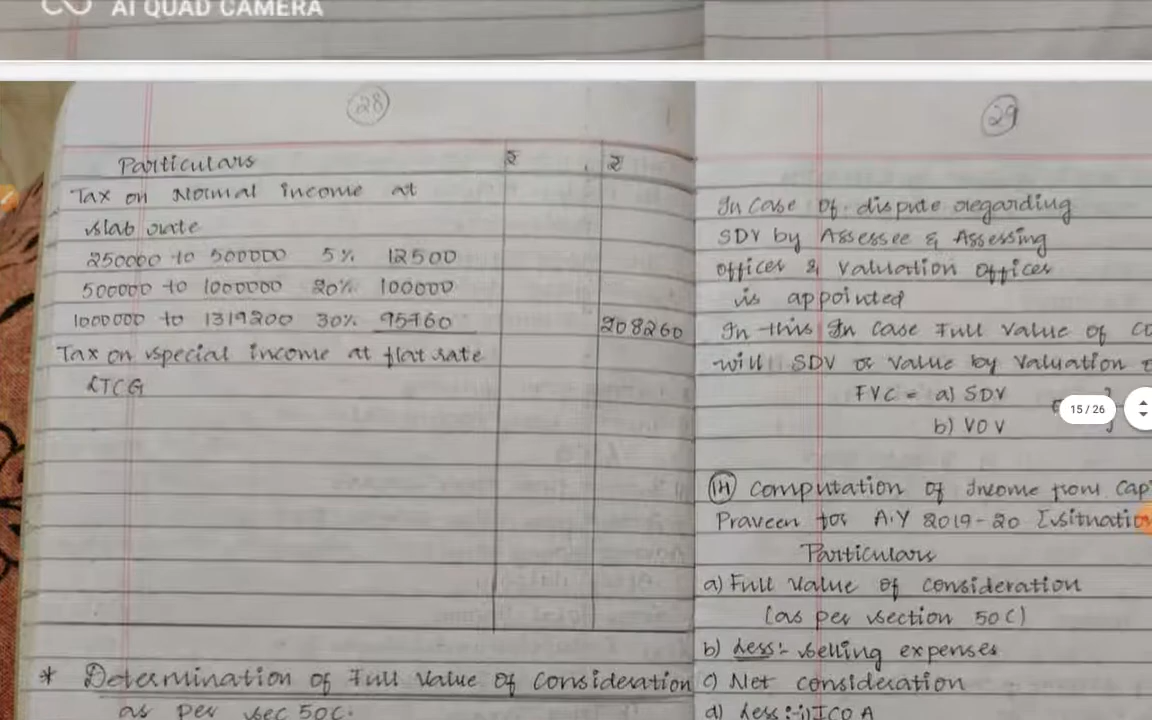 AI QUAD CAMERA
28
Particulars ₹ ₹
Tax on Normal income at
slab rate
250000 to 500000 5% 12500
500000 to 1000000 20% 100000
1000000 to 1319200 30% 95760 208260
Tax on special income at flat rate
LTCG
* Determination of Full Value of Consideration
as per sec 50C.
29
In Case of dispute regarding
SDV by Assessee & Assessing
officer & Valuation Officer
is appointed
In this In case Full value of
will SDV or Value by Valuation
FVC = a) SDV
b) VOV
15 / 26
14 Computation of Income from Cap
Praveen for A.Y 2019-20
Particulars
a) Full Value of consideration
(as per section 50C)
b) Less:- selling expenses
c) Net consideration
d) Less:- i) ICOA